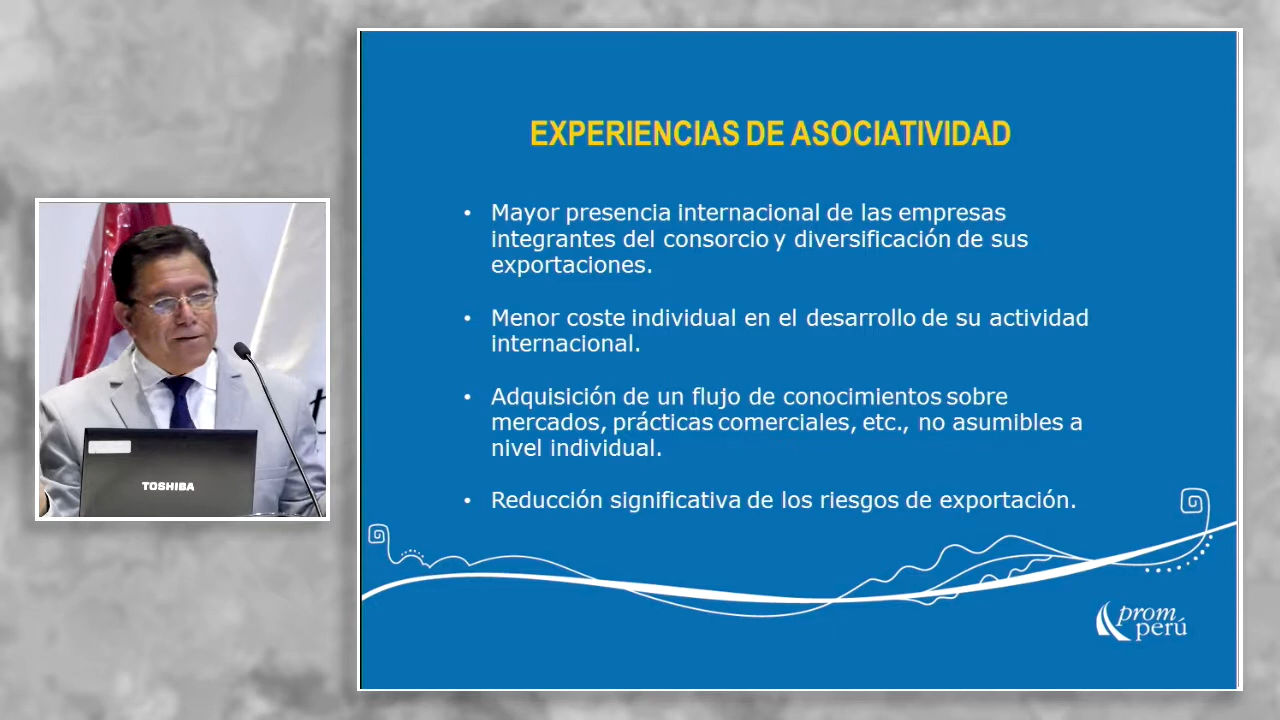 EXPERIENCIAS DE ASOCIATIVIDAD
• Mayor presencia internacional de las empresas
integrantes del consorcio y diversificación de sus
exportaciones.
• Menor coste individual en el desarrollo de su actividad
internacional.
• Adquisición de un flujo de conocimientos sobre
mercados, prácticas comerciales, etc., no asumibles a
nivel individual.
• Reducción significativa de los riesgos de exportación.
TOSHIBA
prom
perú